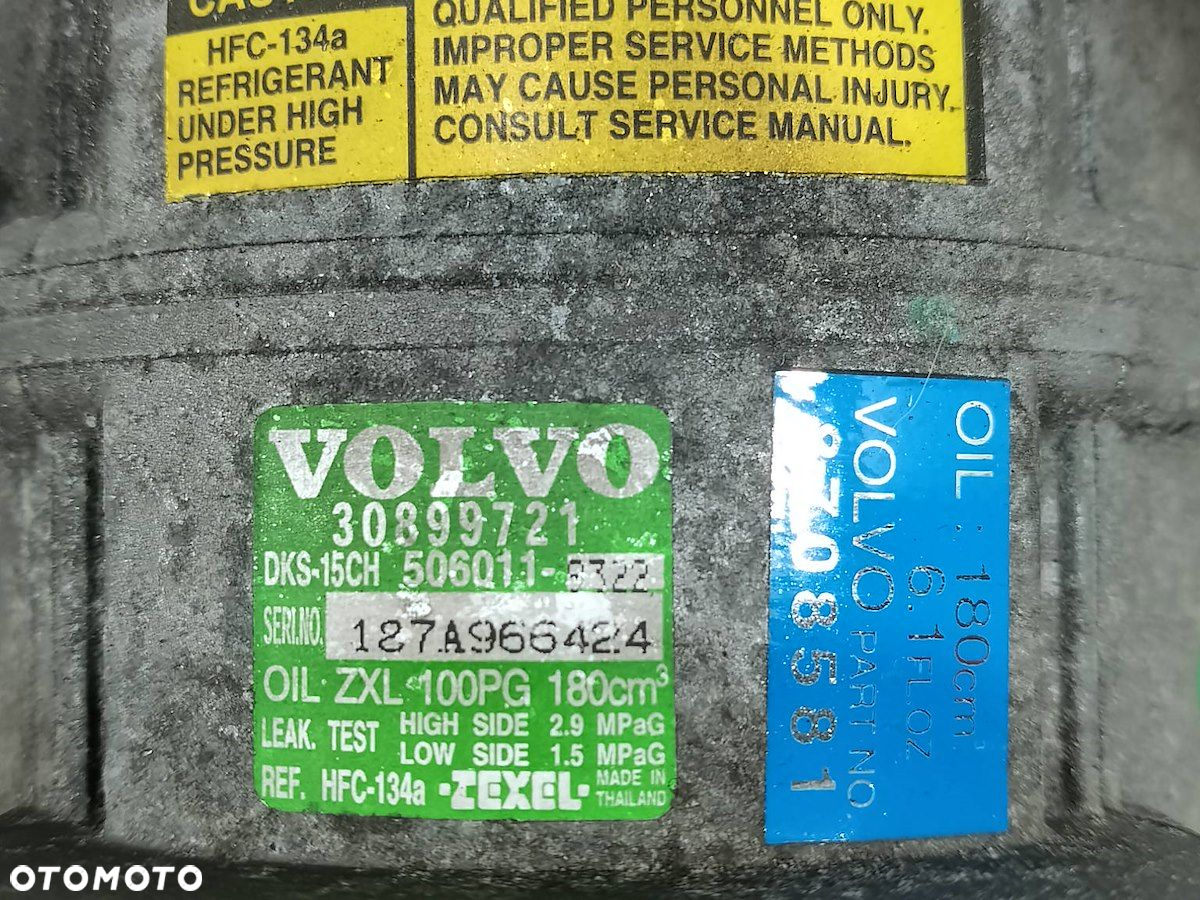 HFC-134a
REFRIGERANT
UNDER HIGH
PRESSURE
QUALIFIED PERSONNEL ONLY.
IMPROPER SERVICE METHODS
MAY CAUSE PERSONAL INJURY.
CONSULT SERVICE MANUAL.
VOLVO
30899721
DKS-15CH 506011-
SERI.NO. 187A966424
OIL ZXL 100PG 180cm³
LEAK. TEST HIGH SIDE 2.9 MPaG
LOW SIDE 1.5 MPaG
REF. HFC-134a ·ZEXEL· MADE IN
THAILAND
OIL : 180cm³
6.1FL.OZ
VOLVO PART NO
8708581
OTOMOTO